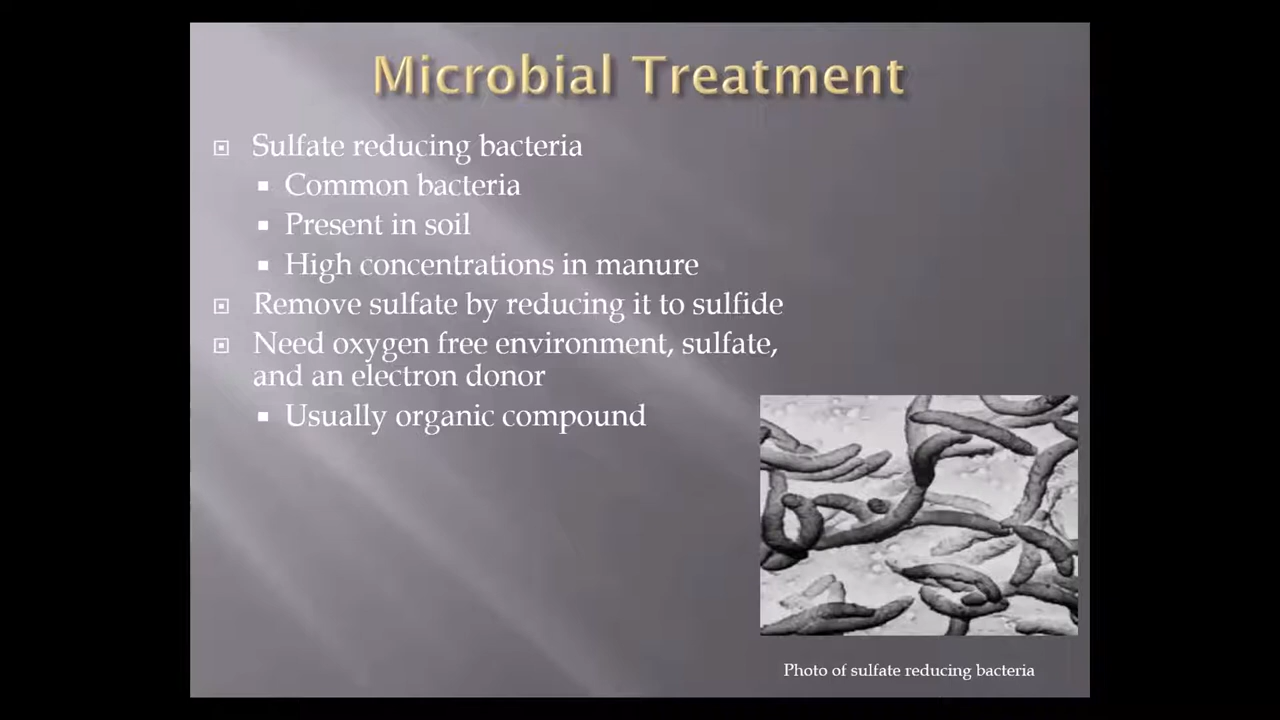 Microbial Treatment
Sulfate reducing bacteria
Common bacteria
Present in soil
High concentrations in manure
Remove sulfate by reducing it to sulfide
Need oxygen free environment, sulfate,
and an electron donor
Usually organic compound
Photo of sulfate reducing bacteria